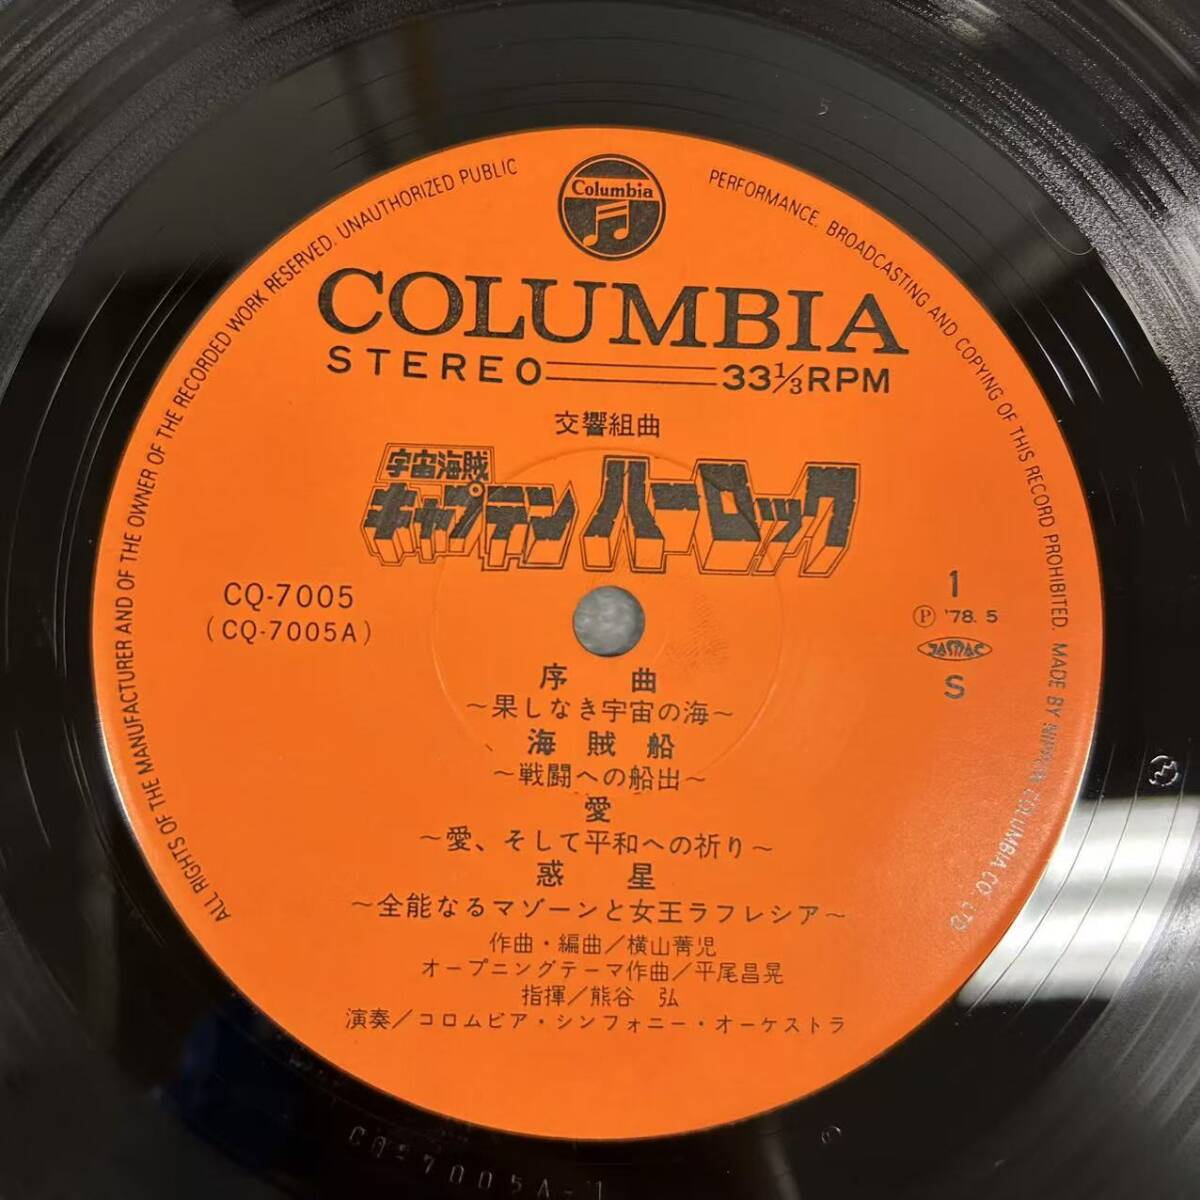 5
ALL RIGHTS OF THE MANUFACTURER AND OF THE OWNER OF THE RECORDED WORK RESERVED. UNAUTHORIZED PUBLIC PERFORMANCE. BROADCASTING AND COPYING OF THIS RECORD PROHIBITED. MADE BY NIPPON COLUMBIA CO., LTD.
Columbia
COLUMBIA
STEREO 33 1/3 RPM
交響組曲
宇宙海賊
キャプテン ハーロック
CQ-7005
(CQ-7005A)
1
Ⓟ '78. 5
JASRAC
S
序曲
～果しなき宇宙の海～
海賊船
～戦闘への船出～
愛
～愛、そして平和への祈り～
惑星
～全能なるマゾーンと女王ラフレシア～
作曲・編曲／横山菁児
オープニングテーマ作曲／平尾昌晃
指揮／熊谷 弘
演奏／コロムビア・シンフォニー・オーケストラ
CQ-7005A-1